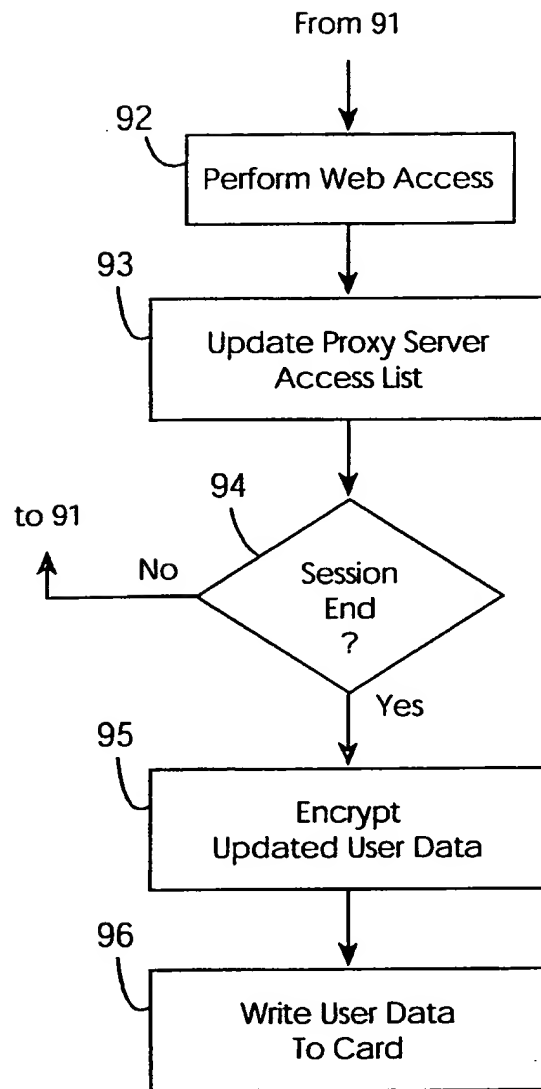 From 91
92
Perform Web Access
93
Update Proxy Server
Access List
94
to 91
No
Session
End
?
Yes
95
Encrypt
Updated User Data
96
Write User Data
To Card